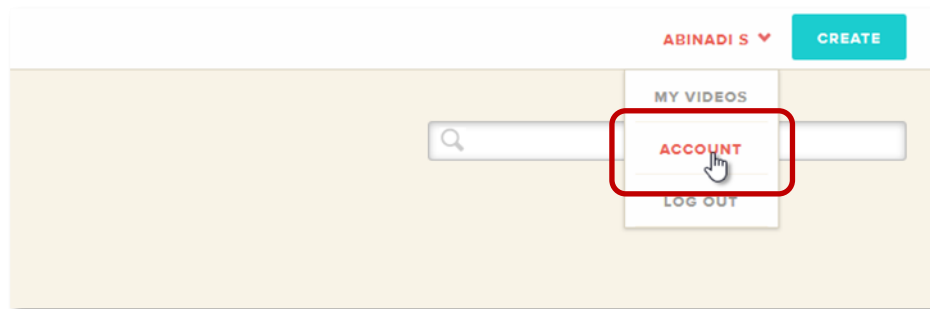 ABINADI S
CREATE
MY VIDEOS
ACCOUNT
LOG OUT